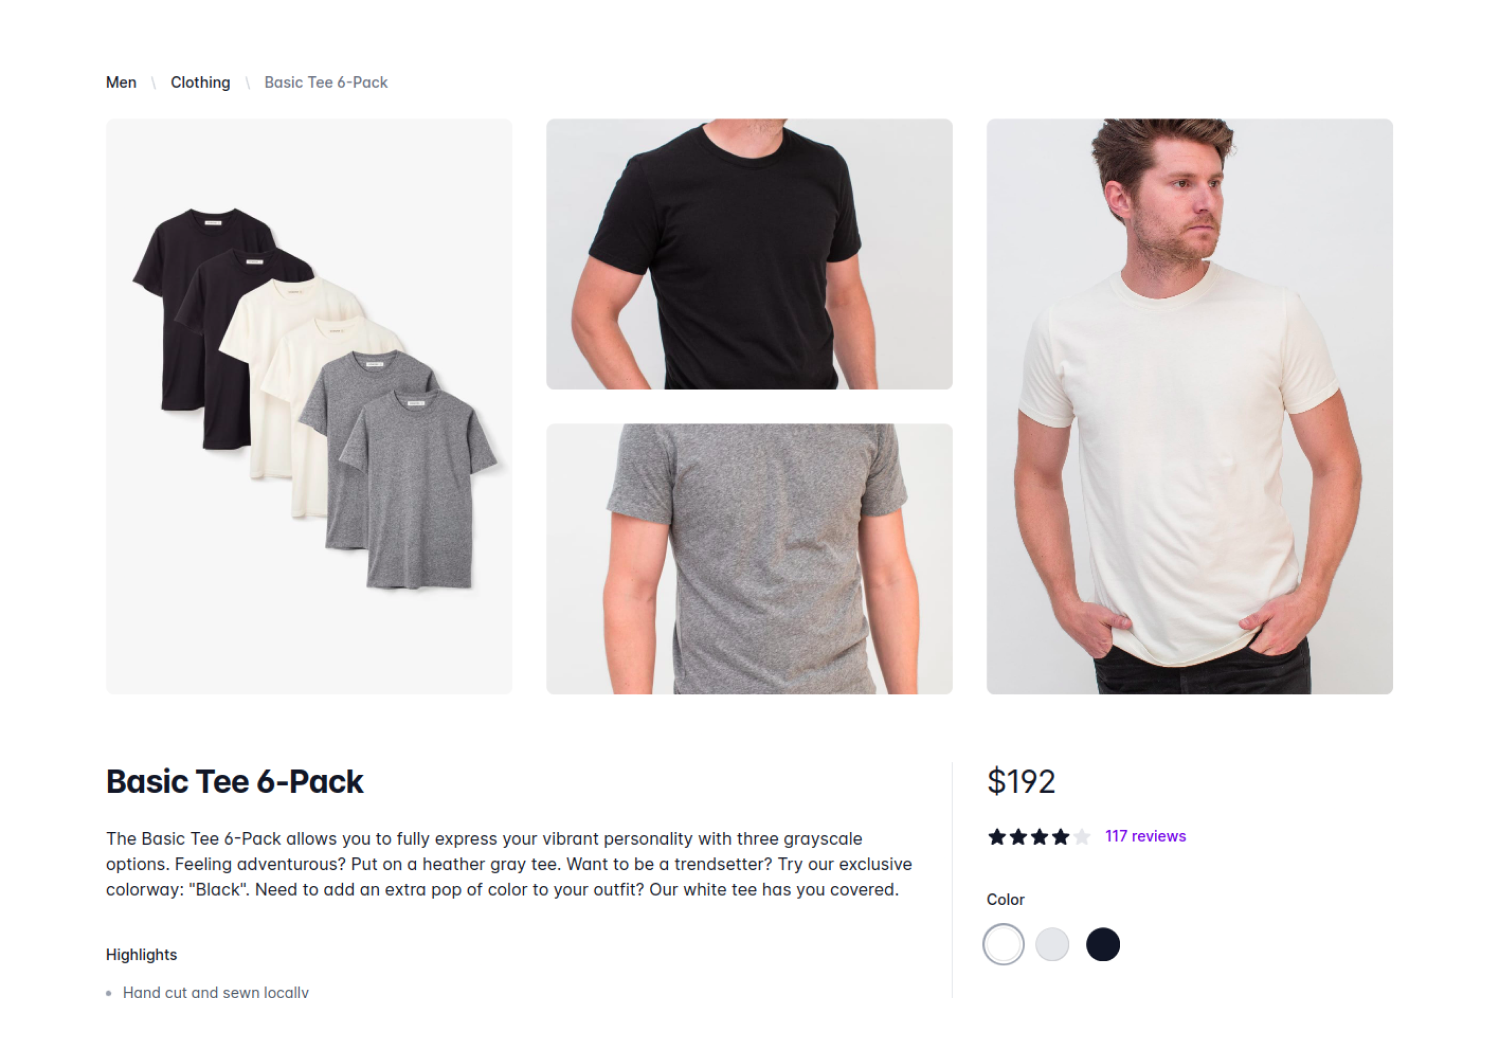 Men \ Clothing \ Basic Tee 6-Pack
Basic Tee 6-Pack
The Basic Tee 6-Pack allows you to fully express your vibrant personality with three grayscale
options. Feeling adventurous? Put on a heather gray tee. Want to be a trendsetter? Try our exclusive
colorway: "Black". Need to add an extra pop of color to your outfit? Our white tee has you covered.
Highlights
• Hand cut and sewn locally
$192
117 reviews
Color